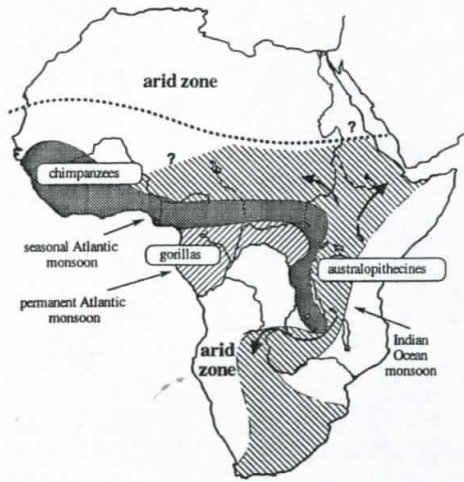 arid zone
?
?
chimpanzees
seasonal Atlantic
monsoon
gorillas
australopithecines
permanent Atlantic
monsoon
arid
zone
Indian
Ocean
monsoon